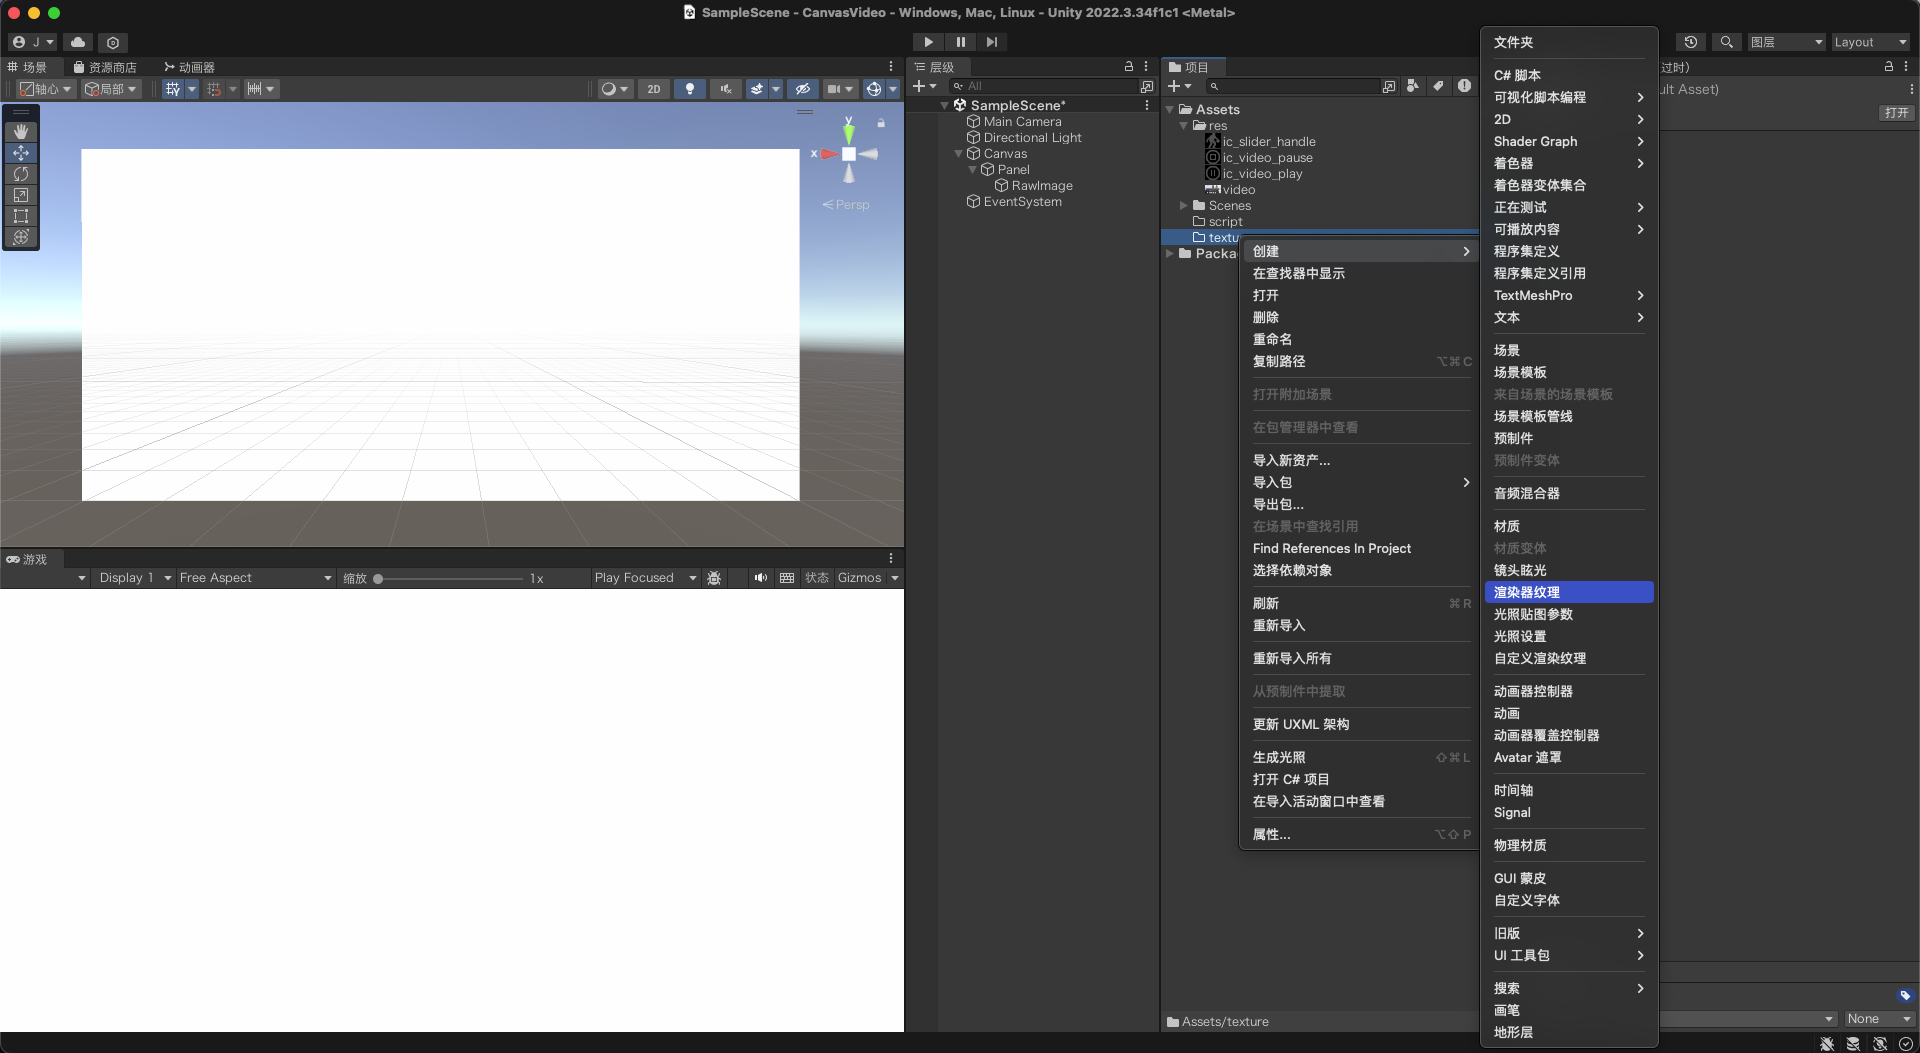 SampleScene - CanvasVideo - Windows, Mac, Linux - Unity 2022.3.34f1c1 <Metal>
J
图层
Layout
场景
资源商店
动画器
轴心
局部
2D
y
x
Persp
游戏
Display 1
Free Aspect
缩放
1x
Play Focused
状态
Gizmos
层级
All
SampleScene*
Main Camera
Directional Light
Canvas
Panel
RawImage
EventSystem
项目
Assets
res
ic_slider_handle
ic_video_pause
ic_video_play
video
Scenes
script
textu
Packa
Assets/texture
创建
在查找器中显示
打开
删除
重命名
复制路径 ⌥⌘C
打开附加场景
在包管理器中查看
导入新资产...
导入包
导出包...
在场景中查找引用
Find References In Project
选择依赖对象
刷新 ⌘R
重新导入
重新导入所有
从预制件中提取
更新 UXML 架构
生成光照 ⇧⌘L
打开 C# 项目
在导入活动窗口中查看
属性... ⌥⇧P
文件夹
C# 脚本
可视化脚本编程
2D
Shader Graph
着色器
着色器变体集合
正在测试
可播放内容
程序集定义
程序集定义引用
TextMeshPro
文本
场景
场景模板
来自场景的场景模板
场景模板管线
预制件
预制件变体
音频混合器
材质
材质变体
镜头眩光
渲染器纹理
光照贴图参数
光照设置
自定义渲染纹理
动画器控制器
动画
动画器覆盖控制器
Avatar 遮罩
时间轴
Signal
物理材质
GUI 蒙皮
自定义字体
旧版
UI 工具包
搜索
画笔
地形层
过时）
ult Asset)
打开
None